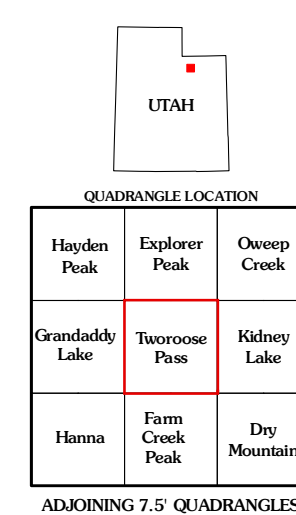 UTAH
QUADRANGLE LOCATION
Hayden
Peak
Explorer
Peak
Oweep
Creek
Grandaddy
Lake
Tworoose
Pass
Kidney
Lake
Hanna
Farm
Creek
Peak
Dry
Mountain
ADJOINING 7.5' QUADRANGLES